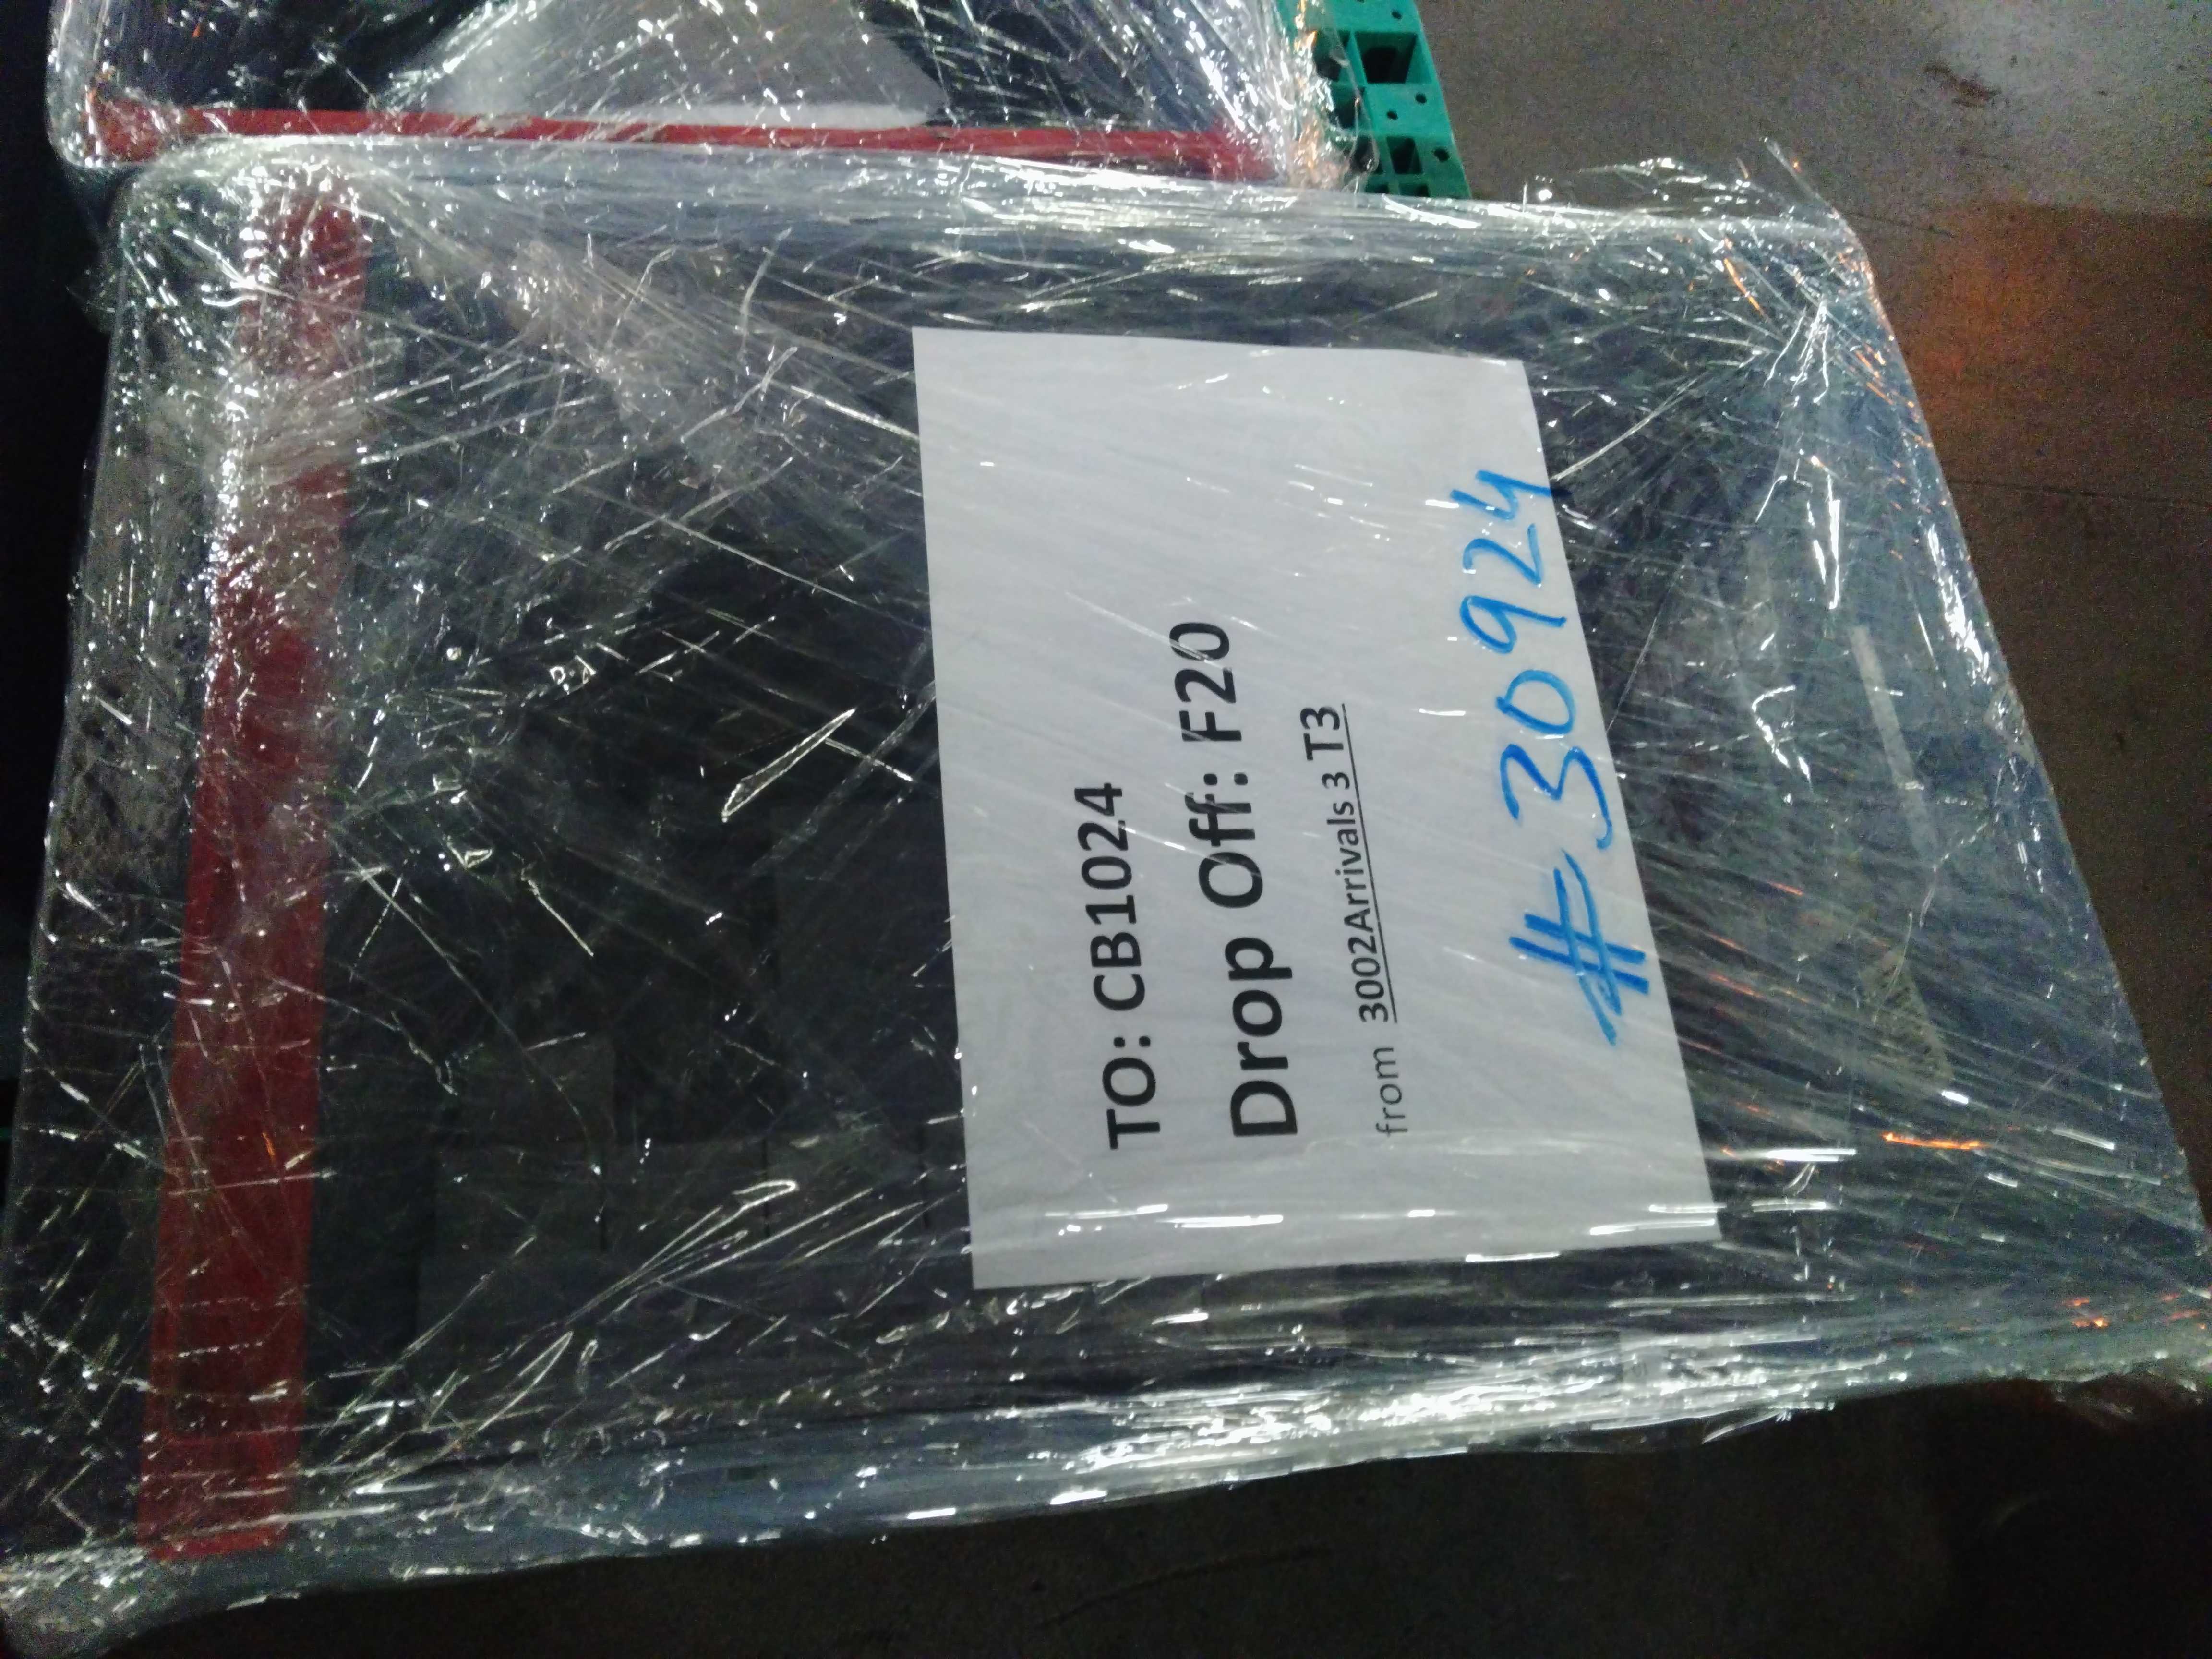 TO: CB1024
Drop Off: F20
from 3002Arrivals 3 T3
# 30924